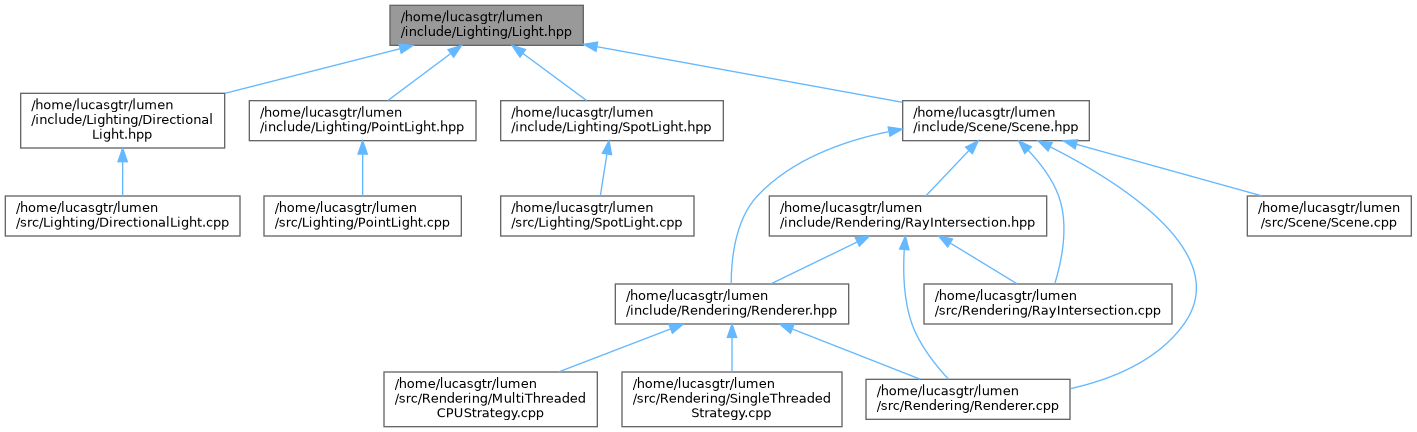 /home/lucasgtr/lumen
/include/Lighting/Light.hpp
/home/lucasgtr/lumen
/include/Lighting/Directional
Light.hpp
/home/lucasgtr/lumen
/include/Lighting/PointLight.hpp
/home/lucasgtr/lumen
/include/Lighting/SpotLight.hpp
/home/lucasgtr/lumen
/include/Scene/Scene.hpp
/home/lucasgtr/lumen
/src/Lighting/DirectionalLight.cpp
/home/lucasgtr/lumen
/src/Lighting/PointLight.cpp
/home/lucasgtr/lumen
/src/Lighting/SpotLight.cpp
/home/lucasgtr/lumen
/include/Rendering/RayIntersection.hpp
/home/lucasgtr/lumen
/src/Scene/Scene.cpp
/home/lucasgtr/lumen
/include/Rendering/Renderer.hpp
/home/lucasgtr/lumen
/src/Rendering/RayIntersection.cpp
/home/lucasgtr/lumen
/src/Rendering/MultiThreaded
CPUStrategy.cpp
/home/lucasgtr/lumen
/src/Rendering/SingleThreaded
Strategy.cpp
/home/lucasgtr/lumen
/src/Rendering/Renderer.cpp